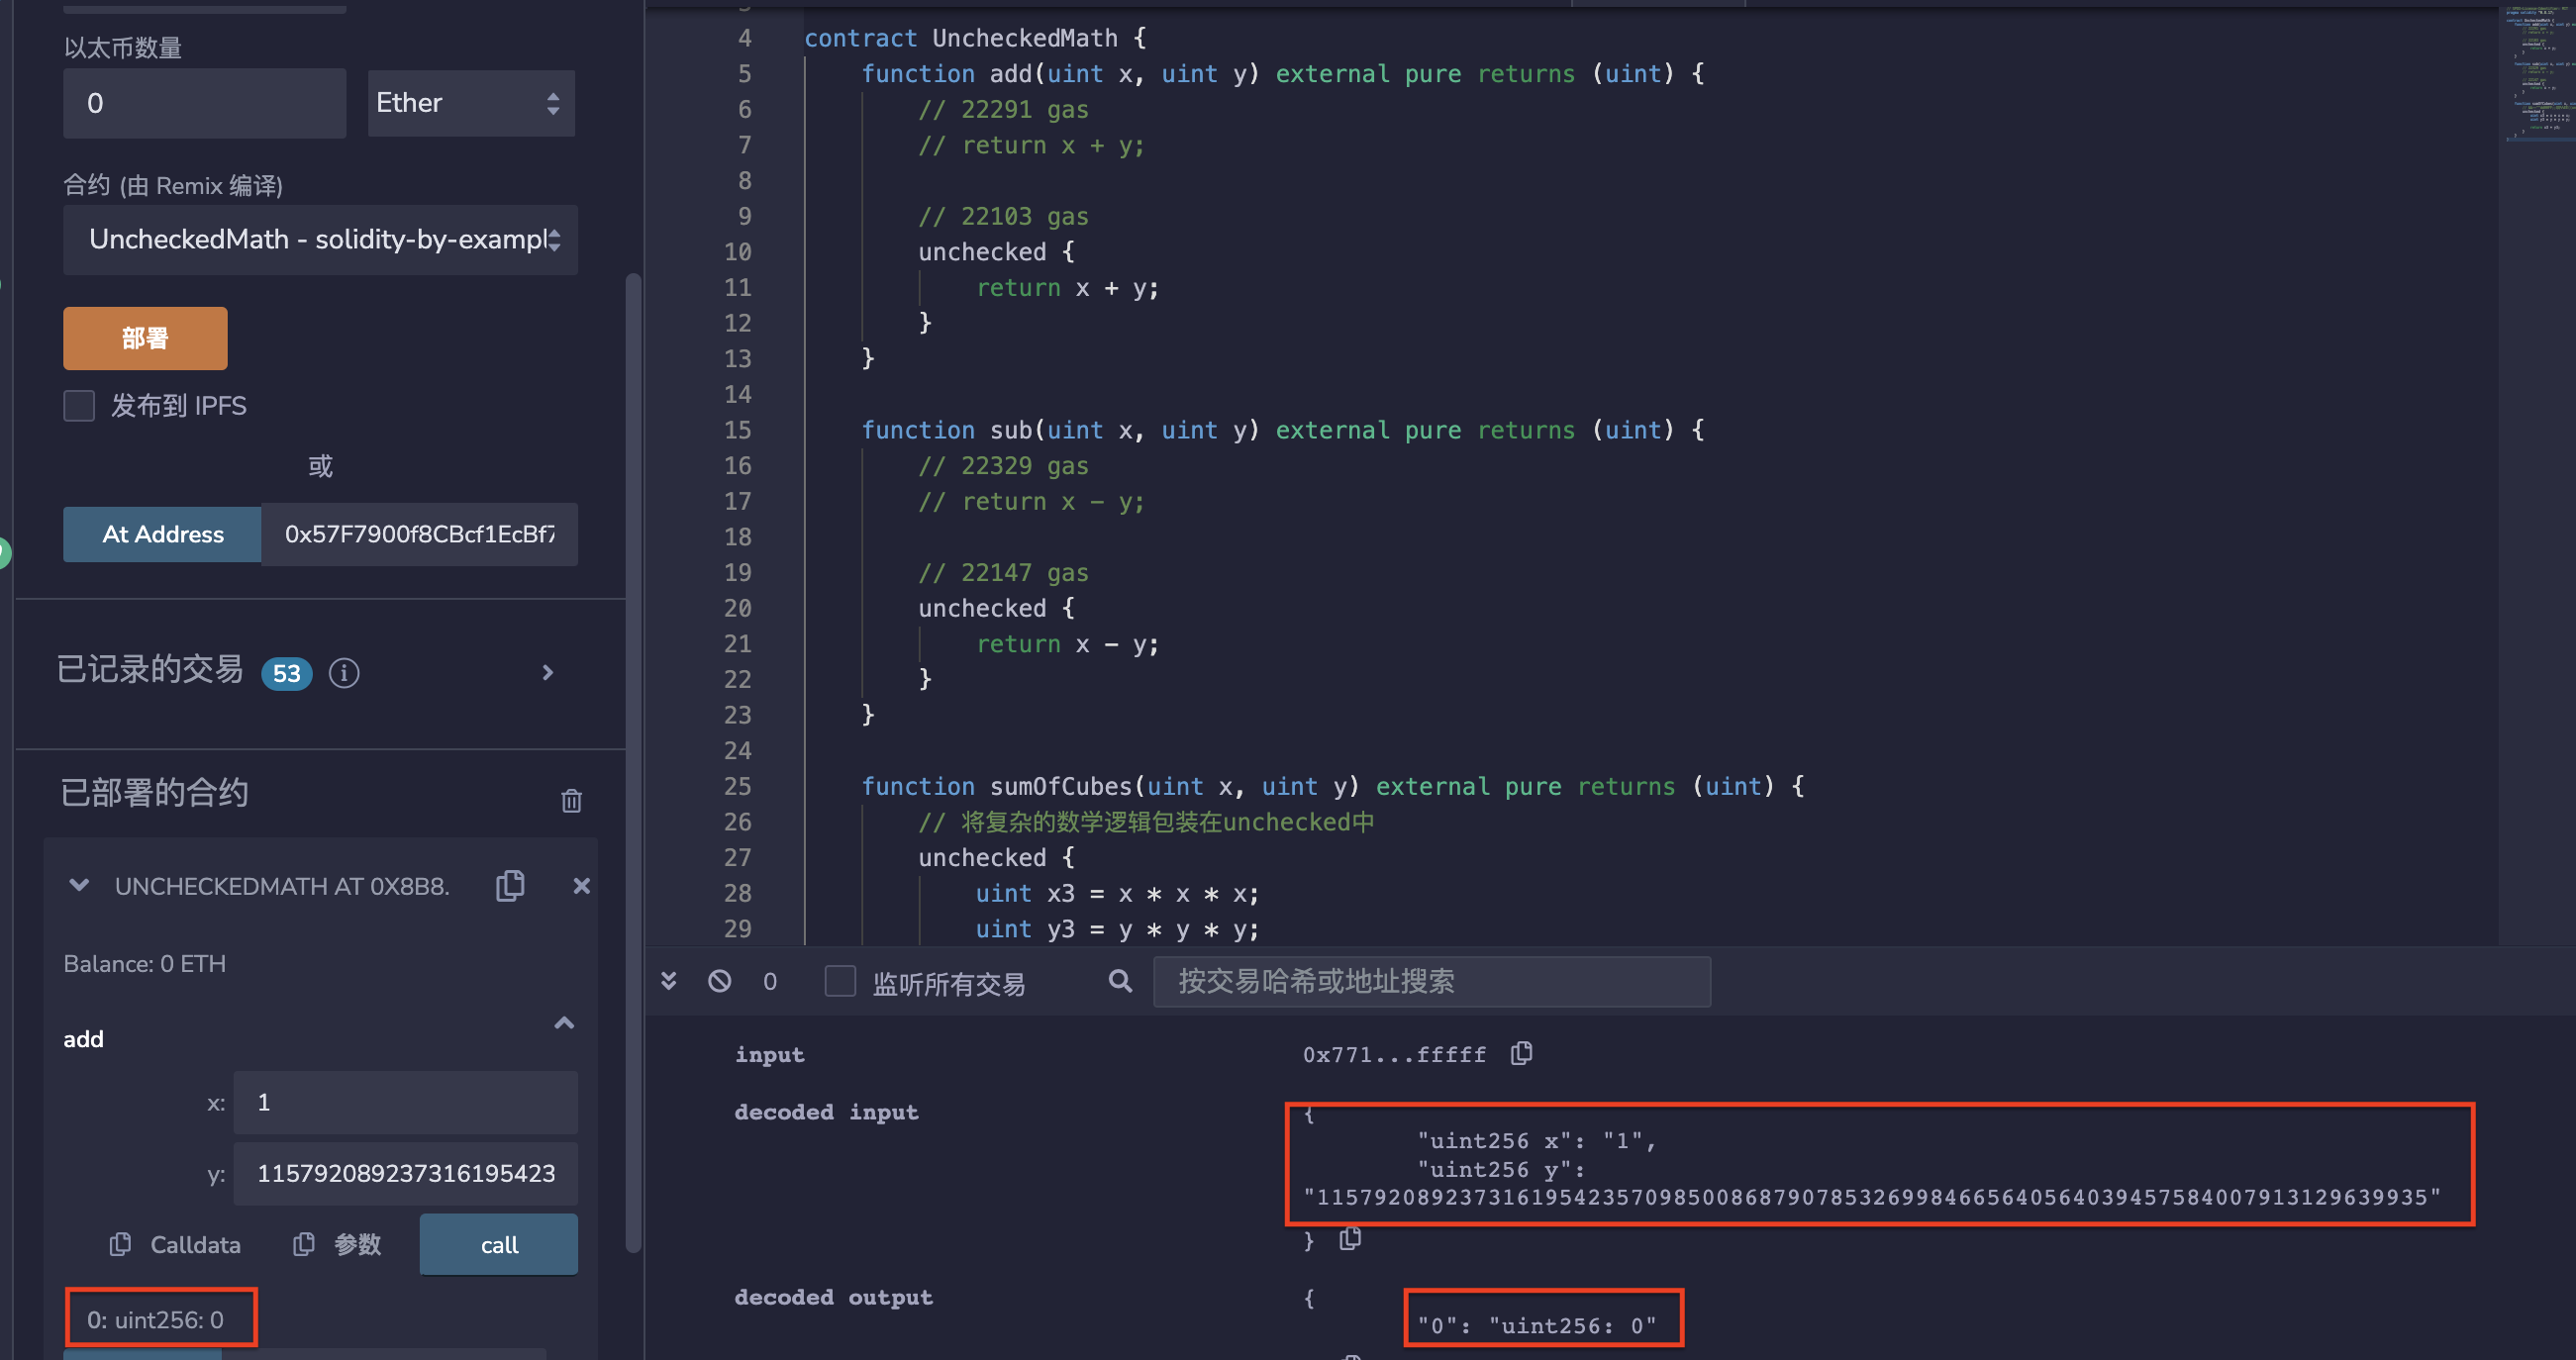 以太币数量
0
Ether
合约 (由 Remix 编译)
UncheckedMath - solidity-by-exampl
部署
发布到 IPFS
或
At Address
0x57F7900f8CBcf1EcBf7
已记录的交易
53
已部署的合约
UNCHECKEDMATH AT 0X8B8.
Balance: 0 ETH
add
x:
1
y:
115792089237316195423
Calldata
参数
call
0: uint256: 0
4 contract UncheckedMath {
5 function add(uint x, uint y) external pure returns (uint) {
6 // 22291 gas
7 // return x + y;
8
9 // 22103 gas
10 unchecked {
11 return x + y;
12 }
13 }
14
15 function sub(uint x, uint y) external pure returns (uint) {
16 // 22329 gas
17 // return x - y;
18
19 // 22147 gas
20 unchecked {
21 return x - y;
22 }
23 }
24
25 function sumOfCubes(uint x, uint y) external pure returns (uint) {
26 // 将复杂的数学逻辑包装在unchecked中
27 unchecked {
28 uint x3 = x * x * x;
29 uint y3 = y * y * y;
0
监听所有交易
按交易哈希或地址搜索
input
0x771...fffff
decoded input
{
"uint256 x": "1",
"uint256 y":
"115792089237316195423570985008687907853269984665640564039457584007913129639935"
}
decoded output
{
"0": "uint256: 0"